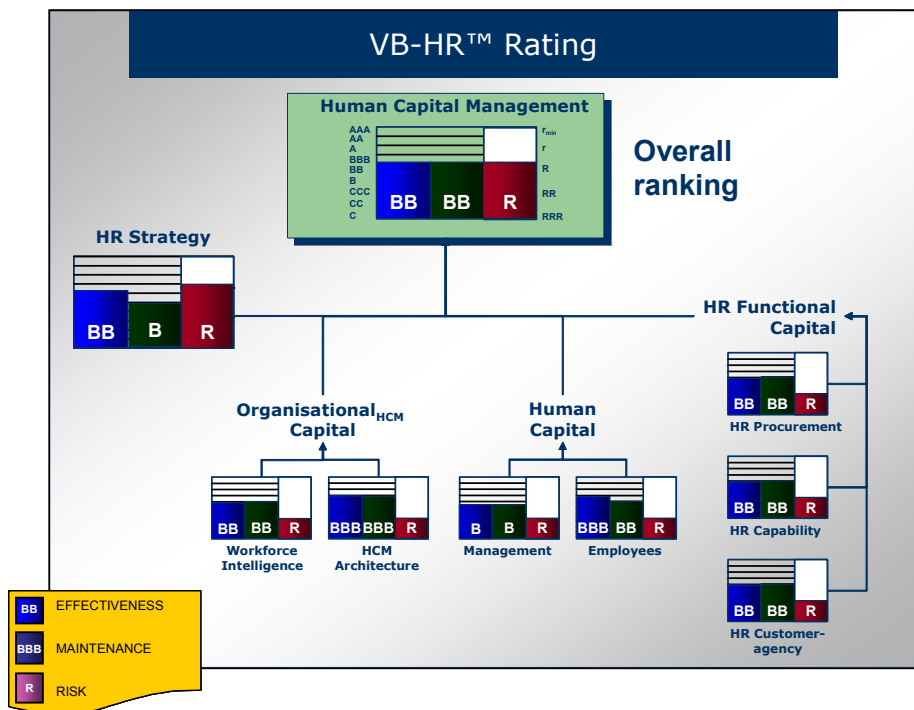 VB-HR™ Rating
Human Capital Management
AAA
AA
A
BBB
BB
B
CCC
CC
C
BB BB R
r min
r
R
RR
RRR
Overall
ranking
HR Strategy
BB B R
HR Functional
Capital
BB BB R
HR Procurement
BB BB R
HR Capability
BB BB R
HR Customer-
agency
Organisational HCM
Capital
BB BB R
Workforce
Intelligence
BBB BBB R
HCM
Architecture
Human
Capital
B B R
Management
BBB BB R
Employees
BB EFFECTIVENESS
BBB MAINTENANCE
R RISK